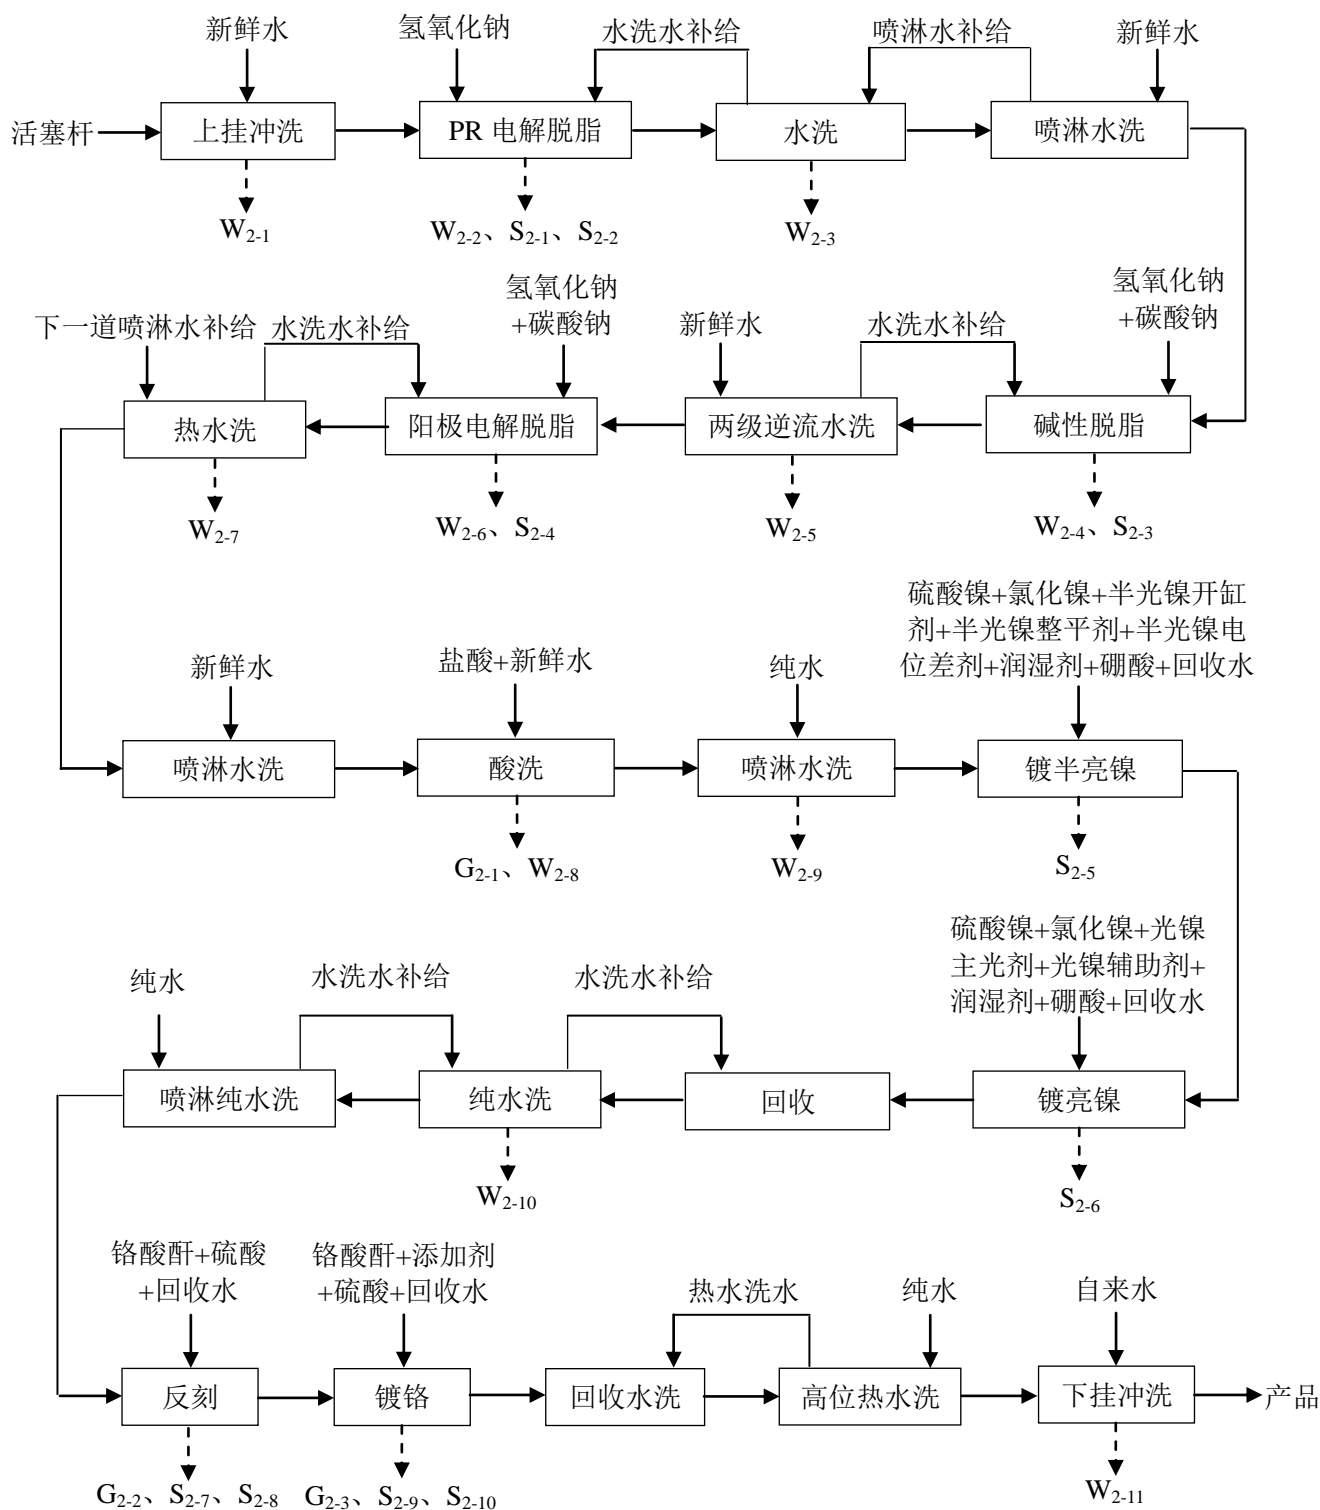 新鲜水
氢氧化钠
水洗水补给
喷淋水补给
新鲜水
活塞杆
上挂冲洗
PR 电解脱脂
水洗
喷淋水洗
W2-1
W2-2、S2-1、S2-2
W2-3
下一道喷淋水补给
水洗水补给
氢氧化钠
+碳酸钠
新鲜水
水洗水补给
氢氧化钠
+碳酸钠
热水洗
阳极电解脱脂
两级逆流水洗
碱性脱脂
W2-7
W2-6、S2-4
W2-5
W2-4、S2-3
新鲜水
盐酸+新鲜水
纯水
硫酸镍+氯化镍+半光镍开缸
剂+半光镍整平剂+半光镍电
位差剂+润湿剂+硼酸+回收水
喷淋水洗
酸洗
喷淋水洗
镀半亮镍
G2-1、W2-8
W2-9
S2-5
纯水
水洗水补给
水洗水补给
硫酸镍+氯化镍+光镍
主光剂+光镍辅助剂+
润湿剂+硼酸+回收水
喷淋纯水洗
纯水洗
回收
镀亮镍
W2-10
S2-6
铬酸酐+硫酸
+回收水
铬酸酐+添加剂
+硫酸+回收水
热水洗水
纯水
自来水
反刻
镀铬
回收水洗
高位热水洗
下挂冲洗
产品
G2-2、S2-7、S2-8
G2-3、S2-9、S2-10
W2-11